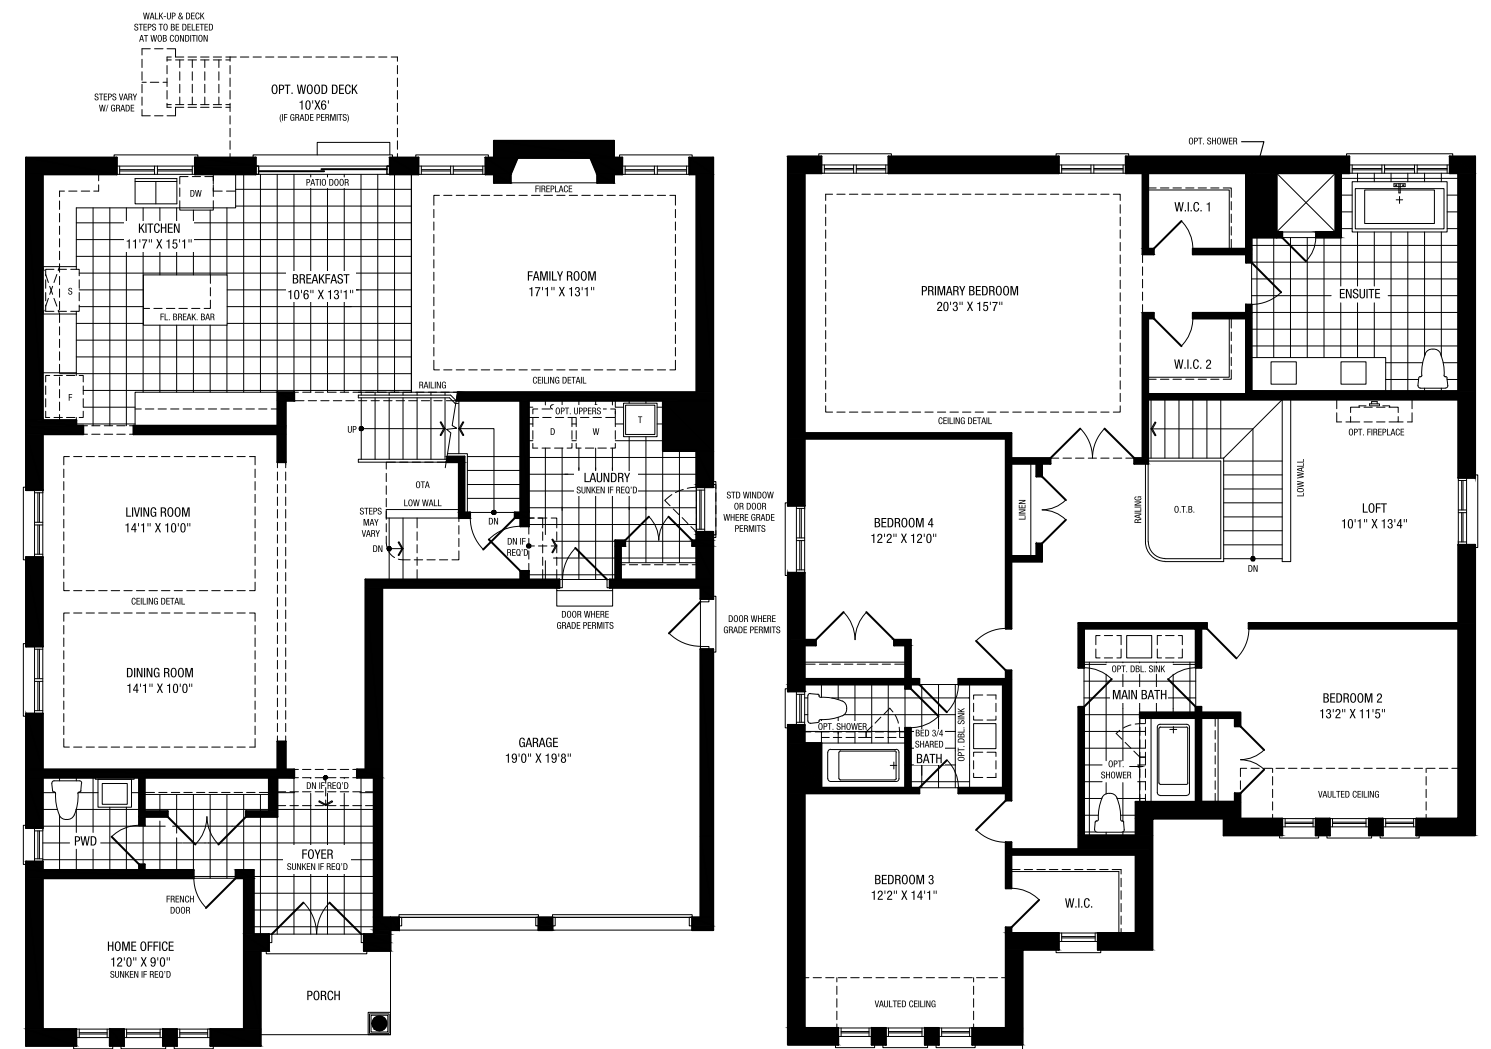 WALK-UP & DECK
STEPS TO BE DELETED
AT WOB CONDITION
STEPS VARY
W/ GRADE
OPT. WOOD DECK
10'X6'
(IF GRADE PERMITS)
PATIO DOOR
DW
KITCHEN
11'7" X 15'1"
S
FL. BREAK. BAR
F
BREAKFAST
10'6" X 13'1"
FIREPLACE
FAMILY ROOM
17'1" X 13'1"
CEILING DETAIL
RAILING
UP
OPT. UPPERS
D
W
T
LAUNDRY
SUNKEN IF REQ'D
OTA
LOW WALL
STEPS
MAY
VARY
DN
DN
DN IF
REQ'D
STD WINDOW
OR DOOR
WHERE GRADE
PERMITS
LIVING ROOM
14'1" X 10'0"
CEILING DETAIL
DINING ROOM
14'1" X 10'0"
DOOR WHERE
GRADE PERMITS
DOOR WHERE
GRADE PERMITS
GARAGE
19'0" X 19'8"
DN IF REQ'D
PWD
FOYER
SUNKEN IF REQ'D
FRENCH
DOOR
HOME OFFICE
12'0" X 9'0"
SUNKEN IF REQ'D
PORCH
OPT. SHOWER
W.I.C. 1
PRIMARY BEDROOM
20'3" X 15'7"
ENSUITE
W.I.C. 2
CEILING DETAIL
OPT. FIREPLACE
LINEN
RAILING
O.T.B.
LOW WALL
DN
LOFT
10'1" X 13'4"
BEDROOM 4
12'2" X 12'0"
OPT. SHOWER
BED 3/4
SHARED
BATH
OPT. DBL. SINK
OPT. DBL. SINK
MAIN BATH
OPT.
SHOWER
BEDROOM 2
13'2" X 11'5"
VAULTED CEILING
BEDROOM 3
12'2" X 14'1"
W.I.C.
VAULTED CEILING